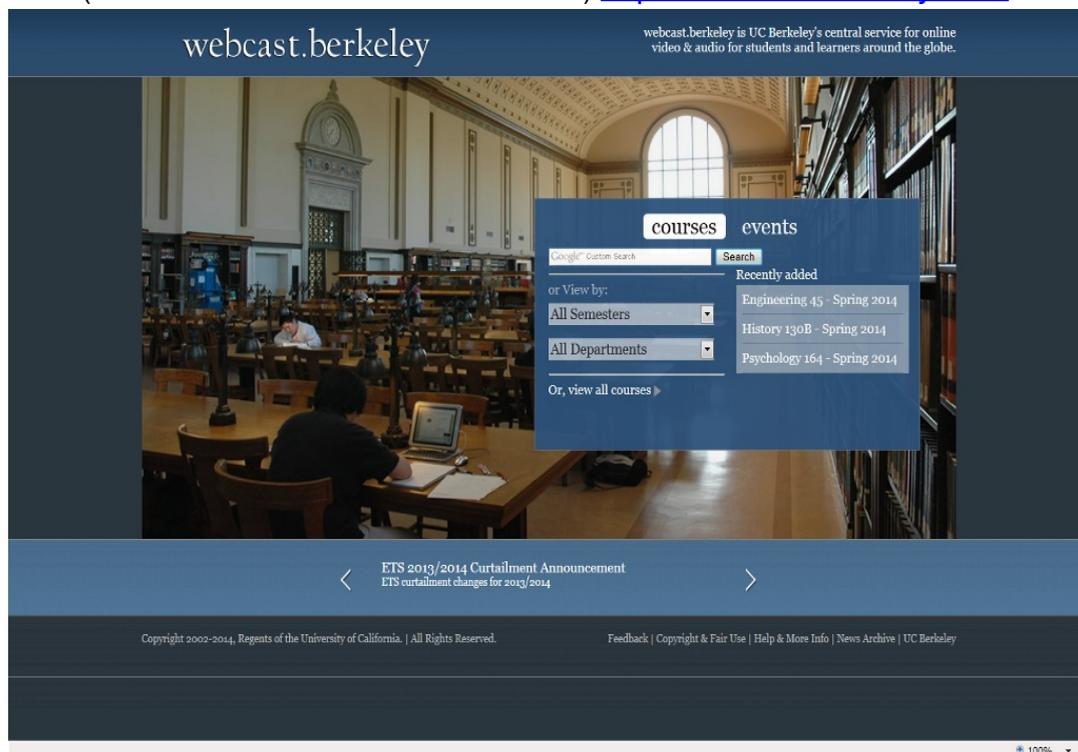 webcast.berkeley
webcast.berkeley is UC Berkeley's central service for online
video & audio for students and learners around the globe.
courses events
Google™ Custom Search Search
Recently added
or View by:
All Semesters
All Departments
Engineering 45 - Spring 2014
History 130B - Spring 2014
Psychology 164 - Spring 2014
Or, view all courses
ETS 2013/2014 Curtailment Announcement
ETS curtailment changes for 2013/2014
Copyright 2002-2014, Regents of the University of California. | All Rights Reserved.
Feedback | Copyright & Fair Use | Help & More Info | News Archive | UC Berkeley
100%